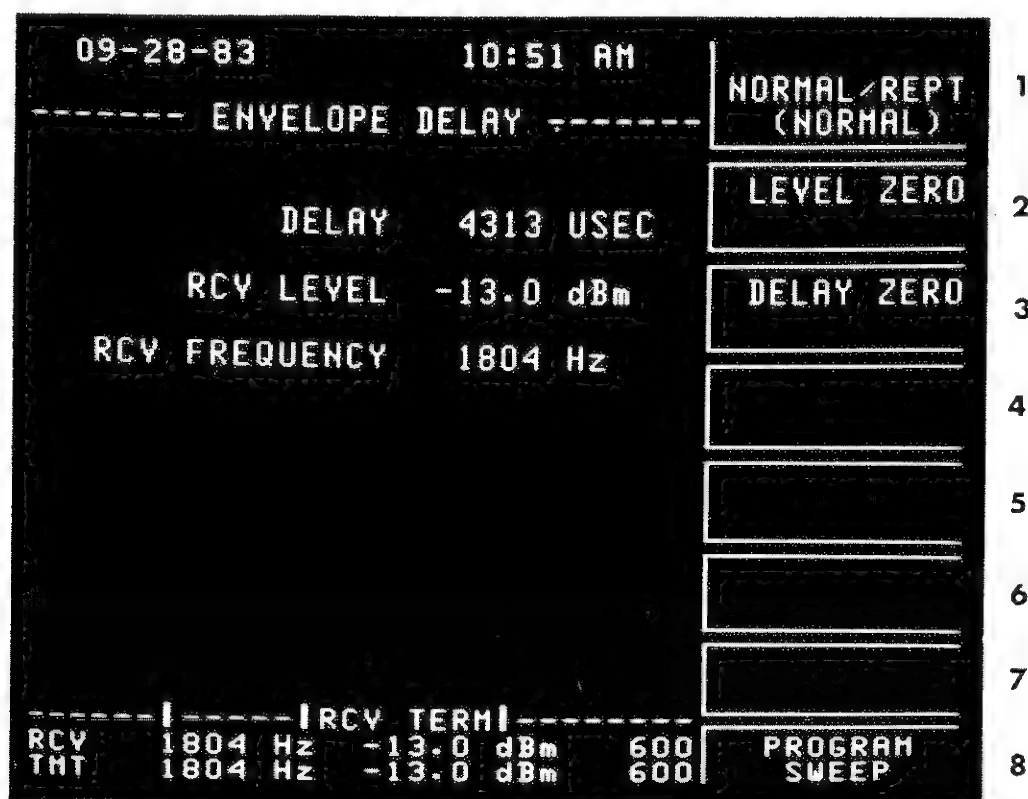 09-28-83 10:51 AM
------- ENVELOPE DELAY -------
DELAY 4313 USEC
RCV LEVEL -13.0 dBm
RCV FREQUENCY 1804 Hz
------|-----|RCV TERM|--------
RCV 1804 Hz -13.0 dBm 600
TMT 1804 Hz -13.0 dBm 600
NORMAL/REPT
(NORMAL)
1
LEVEL ZERO
2
DELAY ZERO
3
4
5
6
7
PROGRAM
SWEEP
8